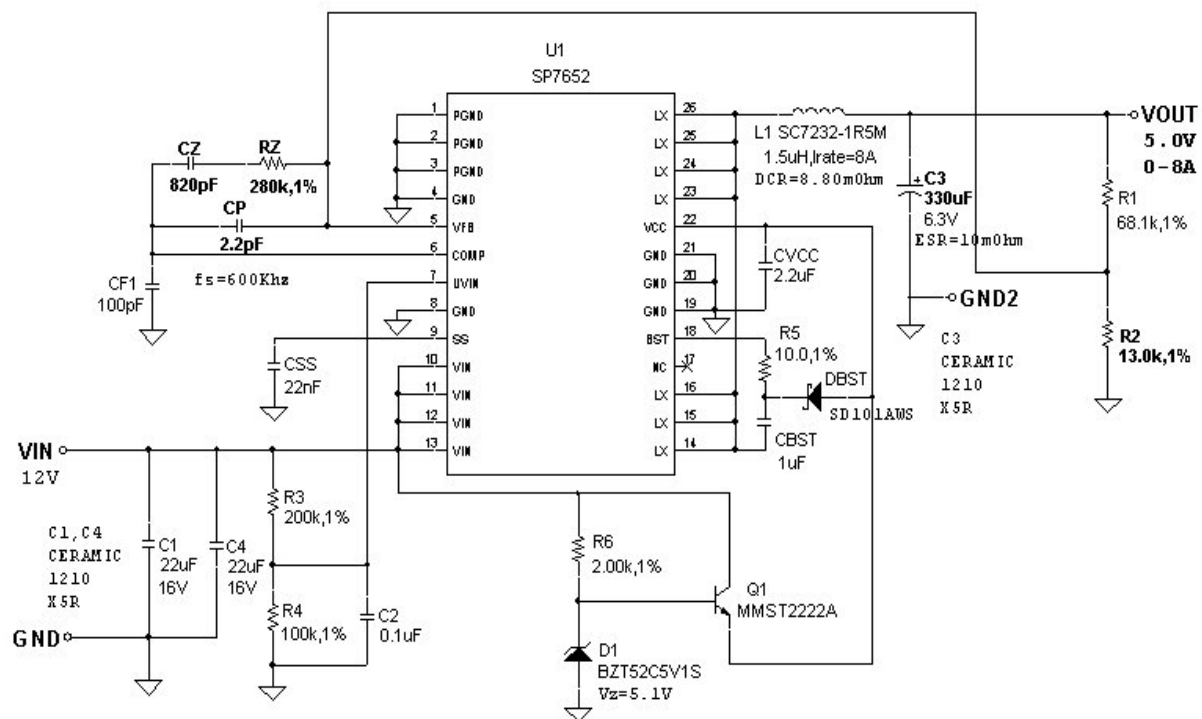 U1
SP7652
1 PGND
2 PGND
3 PGND
4 GND
5 VFB
6 COMP
7 UVIN
8 GND
9 SS
10 VIN
11 VIN
12 VIN
13 VIN
LX 26
LX 25
LX 24
LX 23
VCC 22
GND 21
GND 20
GND 19
BST 18
NC 17
LX 16
LX 15
LX 14
CZ
820pF
RZ
280k,1%
CP
2.2pF
CF1
100pF
fs=600Khz
CSS
22nF
L1 SC7232-1R5M
1.5uH,Irate=8A
DCR=8.80mOhm
VOUT
5.0V
0-8A
C3
330uF
6.3V
ESR=10mOhm
R1
68.1k,1%
GND2
R2
13.0k,1%
C3
CERAMIC
1210
X5R
CVCC
2.2uF
R5
10.0,1%
DBST
SD101AWS
CBST
1uF
VIN
12V
C1,C4
CERAMIC
1210
X5R
C1
22uF
16V
C4
22uF
16V
R3
200k,1%
R4
100k,1%
C2
0.1uF
GND
R6
2.00k,1%
Q1
MMST2222A
D1
BZT52C5V1S
Vz=5.1V